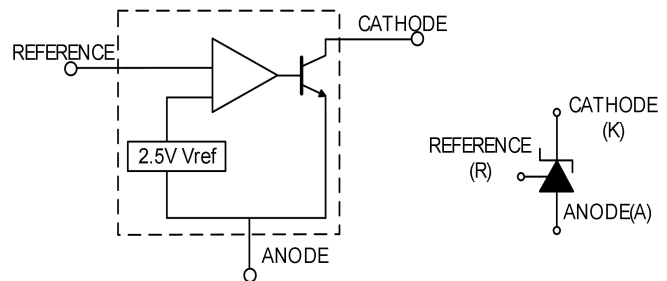 CATHODE
REFERENCE
2.5V Vref
ANODE
CATHODE
(K)
REFERENCE
(R)
ANODE(A)